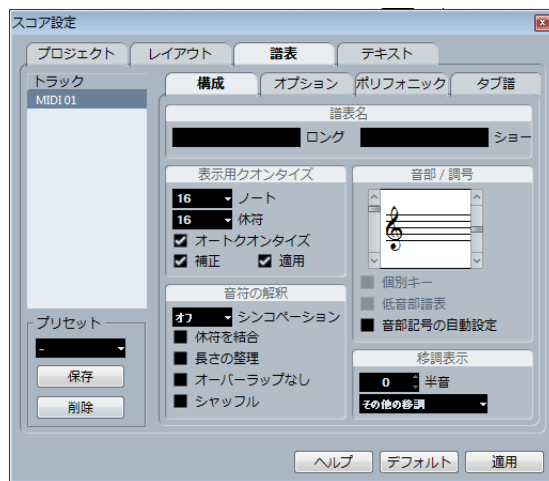 スコア設定
プロジェクト レイアウト 譜表 テキスト
トラック
MIDI 01
構成 オプション ポリフォニック タブ譜
譜表名
ロング ショー
表示用クオンタイズ
16 ノート
16 休符
オートクオンタイズ
補正 適用
音部 / 調号
個別キー
低音部譜表
音部記号の自動設定
音符の解釈
オフ シンコペーション
休符を結合
長さの整理
オーバーラップなし
シャッフル
移調表示
0 半音
その他の移調
プリセット
-
保存
削除
ヘルプ デフォルト 適用